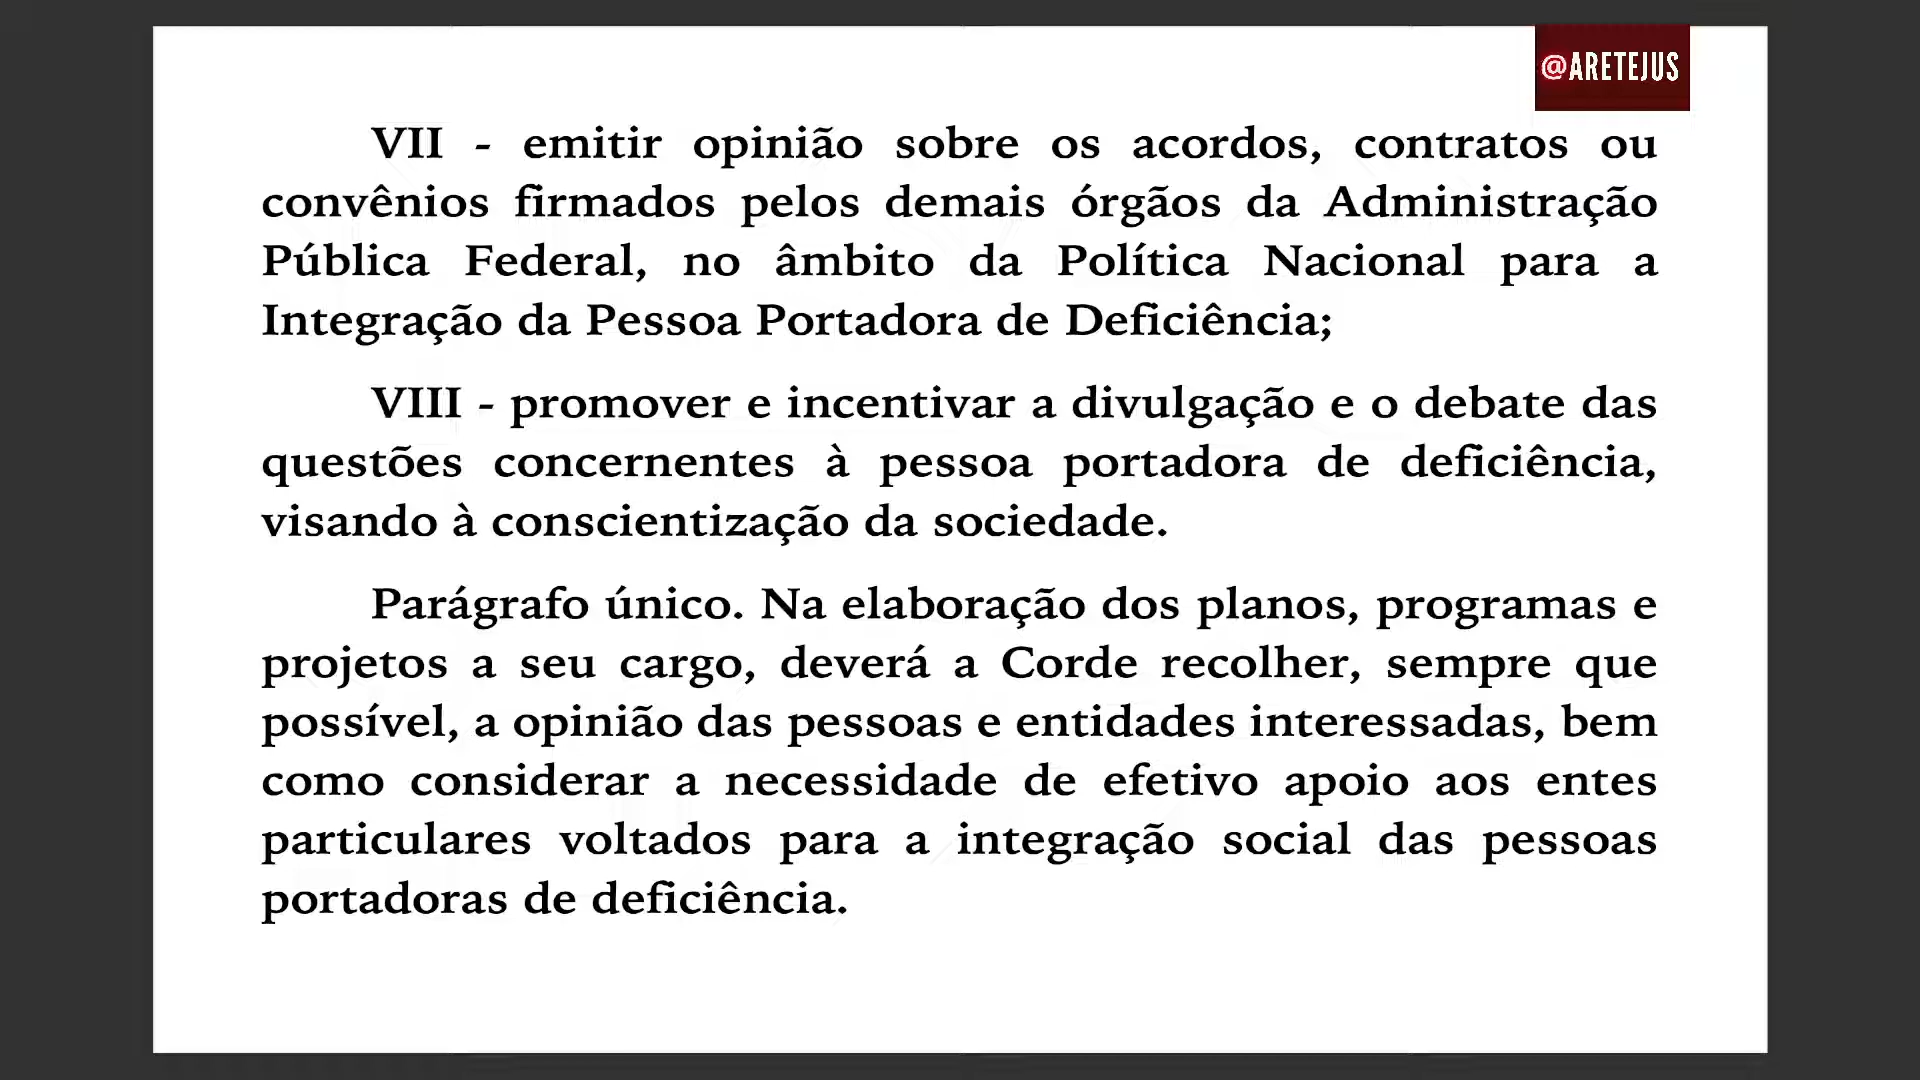 @ARETEJUS
VII - emitir opinião sobre os acordos, contratos ou
convênios firmados pelos demais órgãos da Administração
Pública Federal, no âmbito da Política Nacional para a
Integração da Pessoa Portadora de Deficiência;
VIII - promover e incentivar a divulgação e o debate das
questões concernentes à pessoa portadora de deficiência,
visando à conscientização da sociedade.
Parágrafo único. Na elaboração dos planos, programas e
projetos a seu cargo, deverá a Corde recolher, sempre que
possível, a opinião das pessoas e entidades interessadas, bem
como considerar a necessidade de efetivo apoio aos entes
particulares voltados para a integração social das pessoas
portadoras de deficiência.